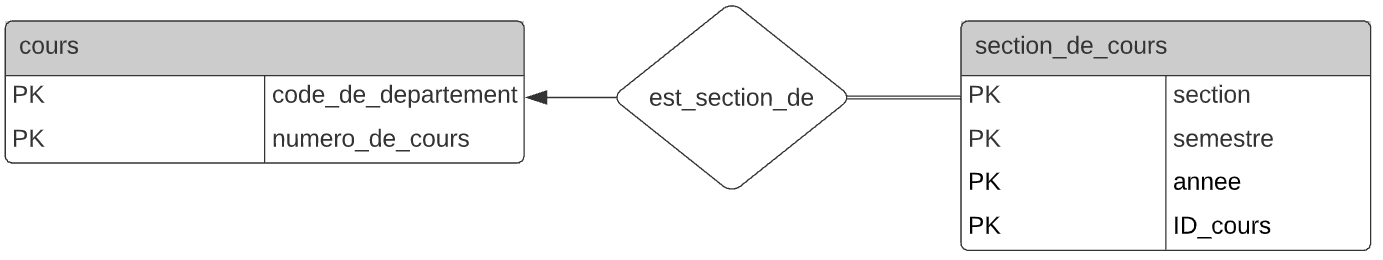 cours
PK code_de_departement
PK numero_de_cours
est_section_de
section_de_cours
PK section
PK semestre
PK annee
PK ID_cours